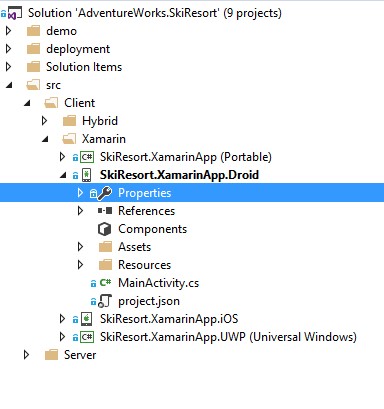 Solution 'AdventureWorks.SkiResort' (9 projects)
demo
deployment
Solution Items
src
Client
Hybrid
Xamarin
C# SkiResort.XamarinApp (Portable)
SkiResort.XamarinApp.Droid
Properties
References
Components
Assets
Resources
C# MainActivity.cs
project.json
SkiResort.XamarinApp.iOS
SkiResort.XamarinApp.UWP (Universal Windows)
Server